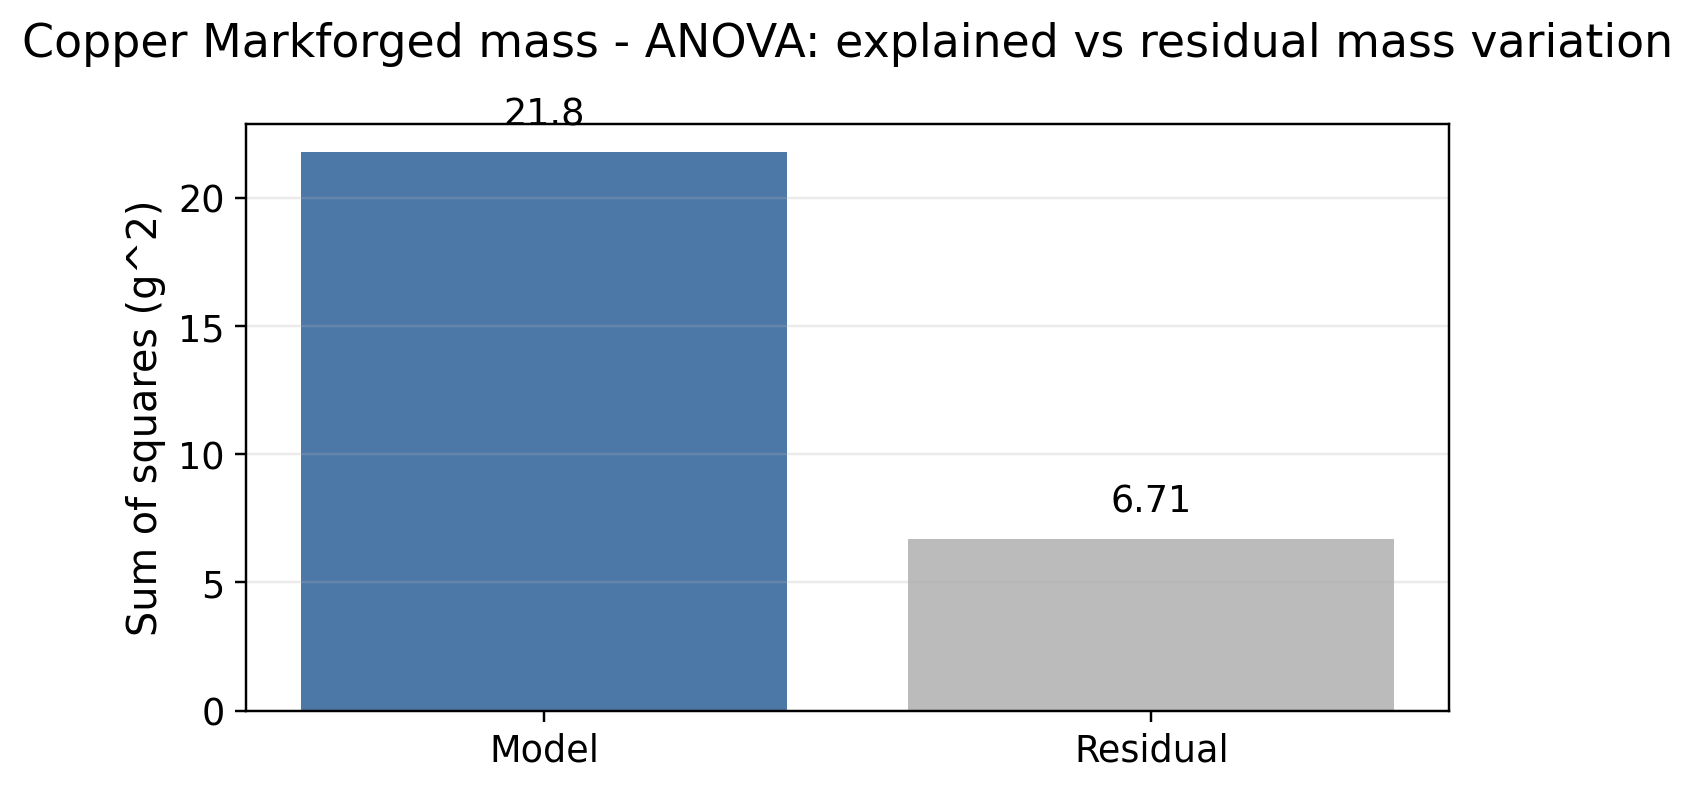 Copper Markforged mass - ANOVA: explained vs residual mass variation
21.8
6.71
Sum of squares (g^2)
20
15
10
5
0
Model
Residual